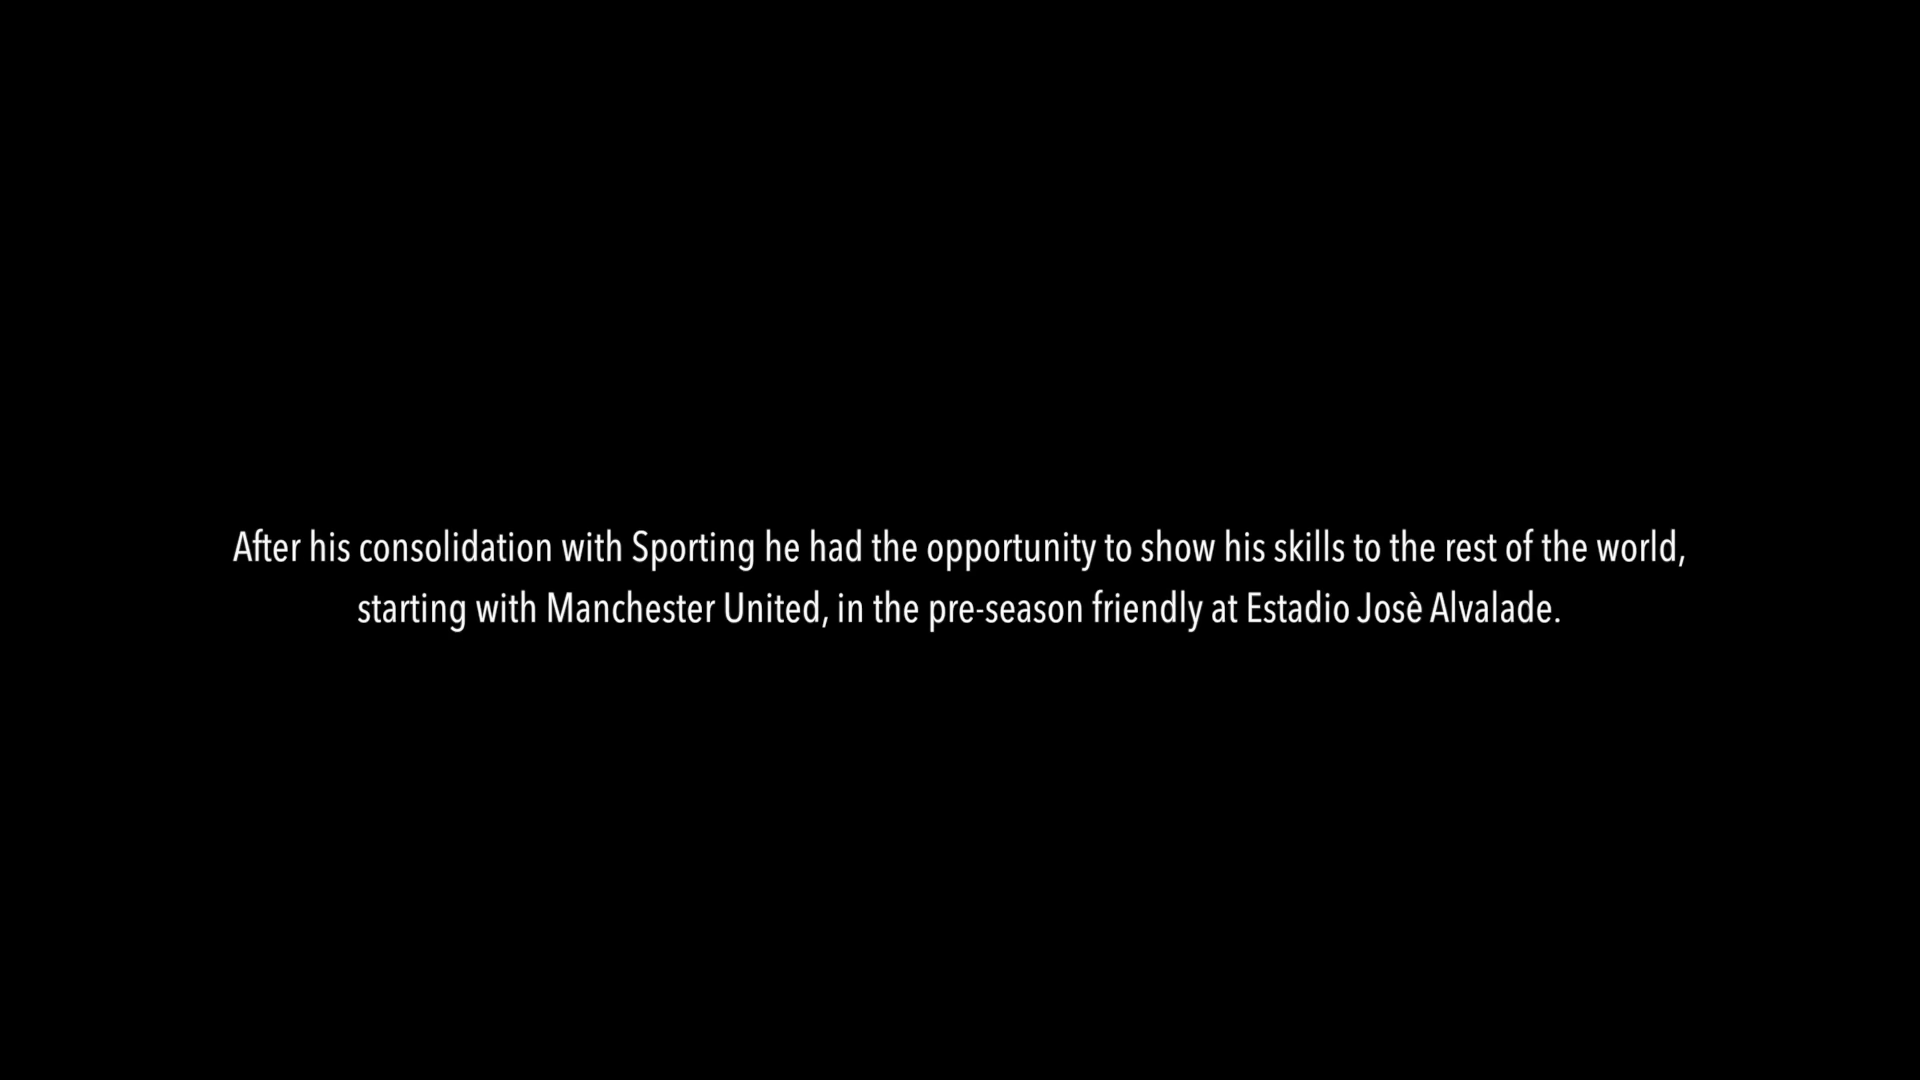 After his consolidation with Sporting he had the opportunity to show his skills to the rest of the world,
starting with Manchester United, in the pre-season friendly at Estadio Josè Alvalade.